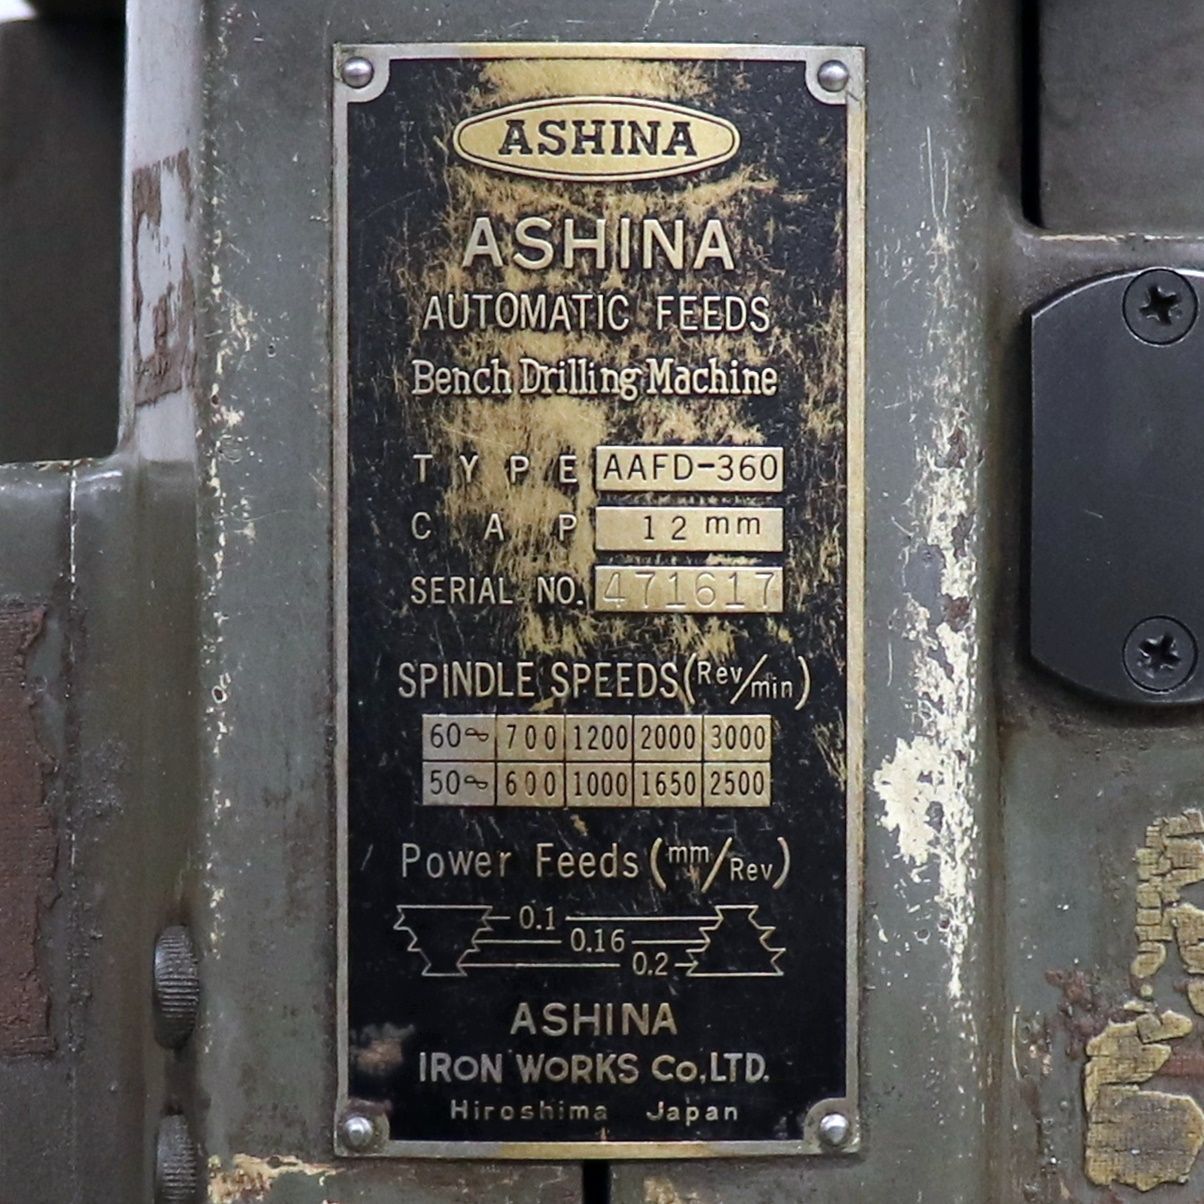 ASHINA
ASHINA
AUTOMATIC FEEDS
Bench Drilling Machine
TYPE AAFD-360
CAP 12 mm
SERIAL NO. 471617
SPINDLE SPEEDS (Rev/min)
60∾ 700 1200 2000 3000
50∾ 600 1000 1650 2500
Power Feeds (mm/Rev)
0.1
0.16
0.2
ASHINA
IRON WORKS Co., LTD.
Hiroshima Japan